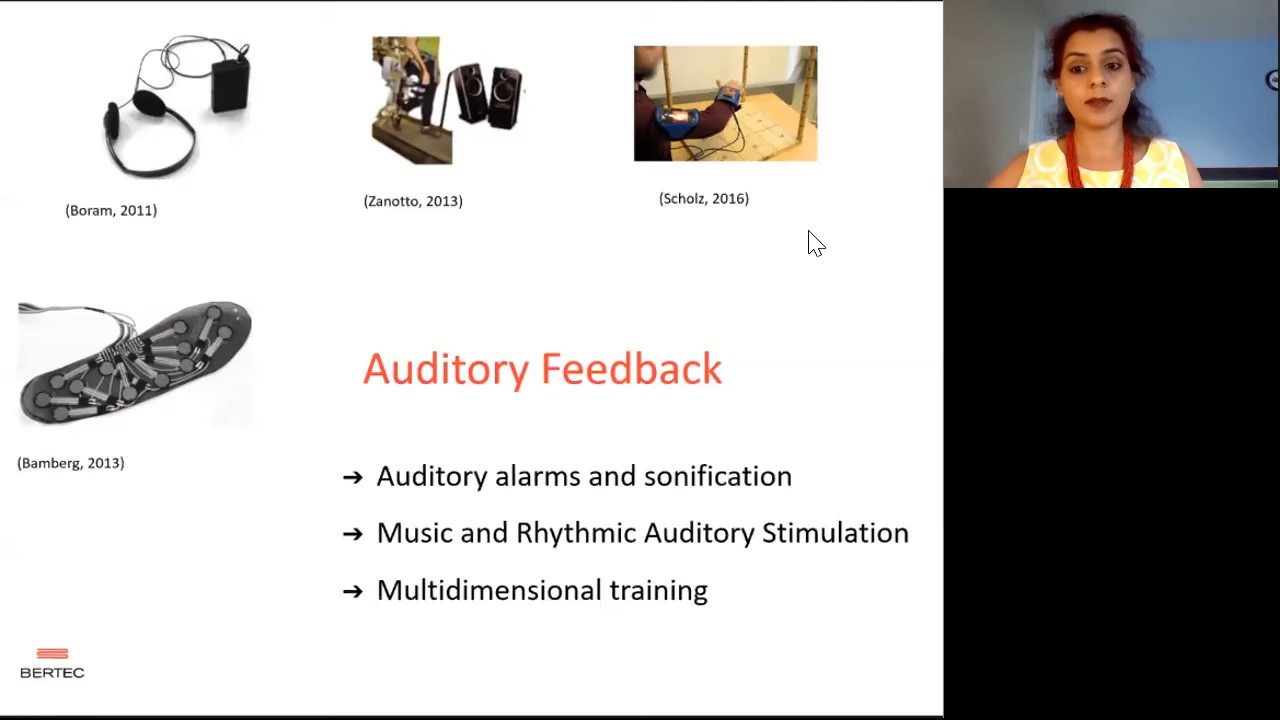 (Boram, 2011)
(Zanotto, 2013)
(Scholz, 2016)
(Bamberg, 2013)
Auditory Feedback
➔ Auditory alarms and sonification
➔ Music and Rhythmic Auditory Stimulation
➔ Multidimensional training
BERTEC